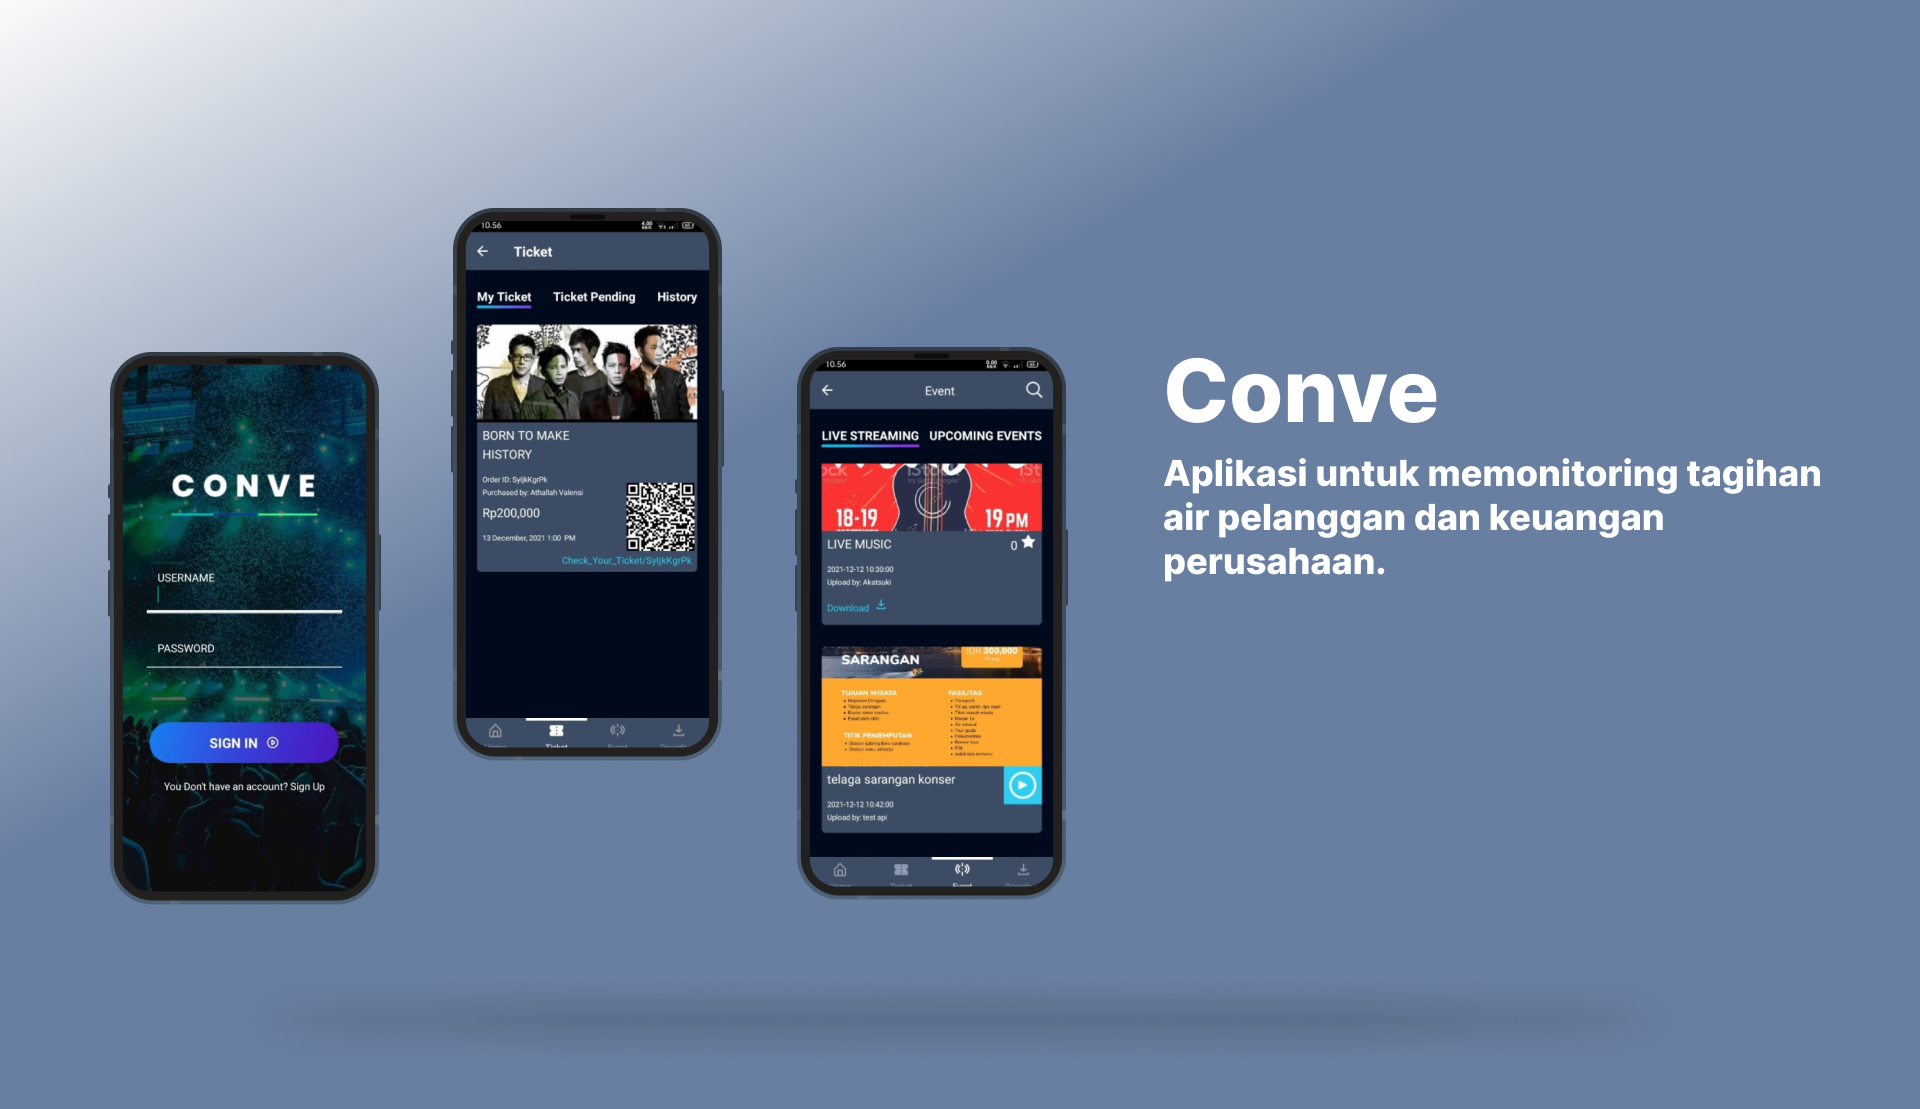 CONVE
USERNAME
PASSWORD
SIGN IN
You Don't have an account? Sign Up
10.56
Ticket
My Ticket Ticket Pending History
BORN TO MAKE
HISTORY
Order ID: SyljkKgrPk
Purchased by: Athallah Valensi
Rp200,000
13 December, 2021 1:00 PM
Check_Your_Ticket/SyljkKgrPk
Ticket
10.56
Event
LIVE STREAMING UPCOMING EVENTS
18-19 19 PM
LIVE MUSIC 0
2021-12-12 10:30:00
Upload by: Akatsuki
Download
IDR 300,000
SARANGAN
TUJUAN WISATA FASILITAS
TITIK PENJEMPUTAN
telaga sarangan konser
2021-12-12 10:42:00
Upload by: test api
Event
Conve
Aplikasi untuk memonitoring tagihan
air pelanggan dan keuangan
perusahaan.